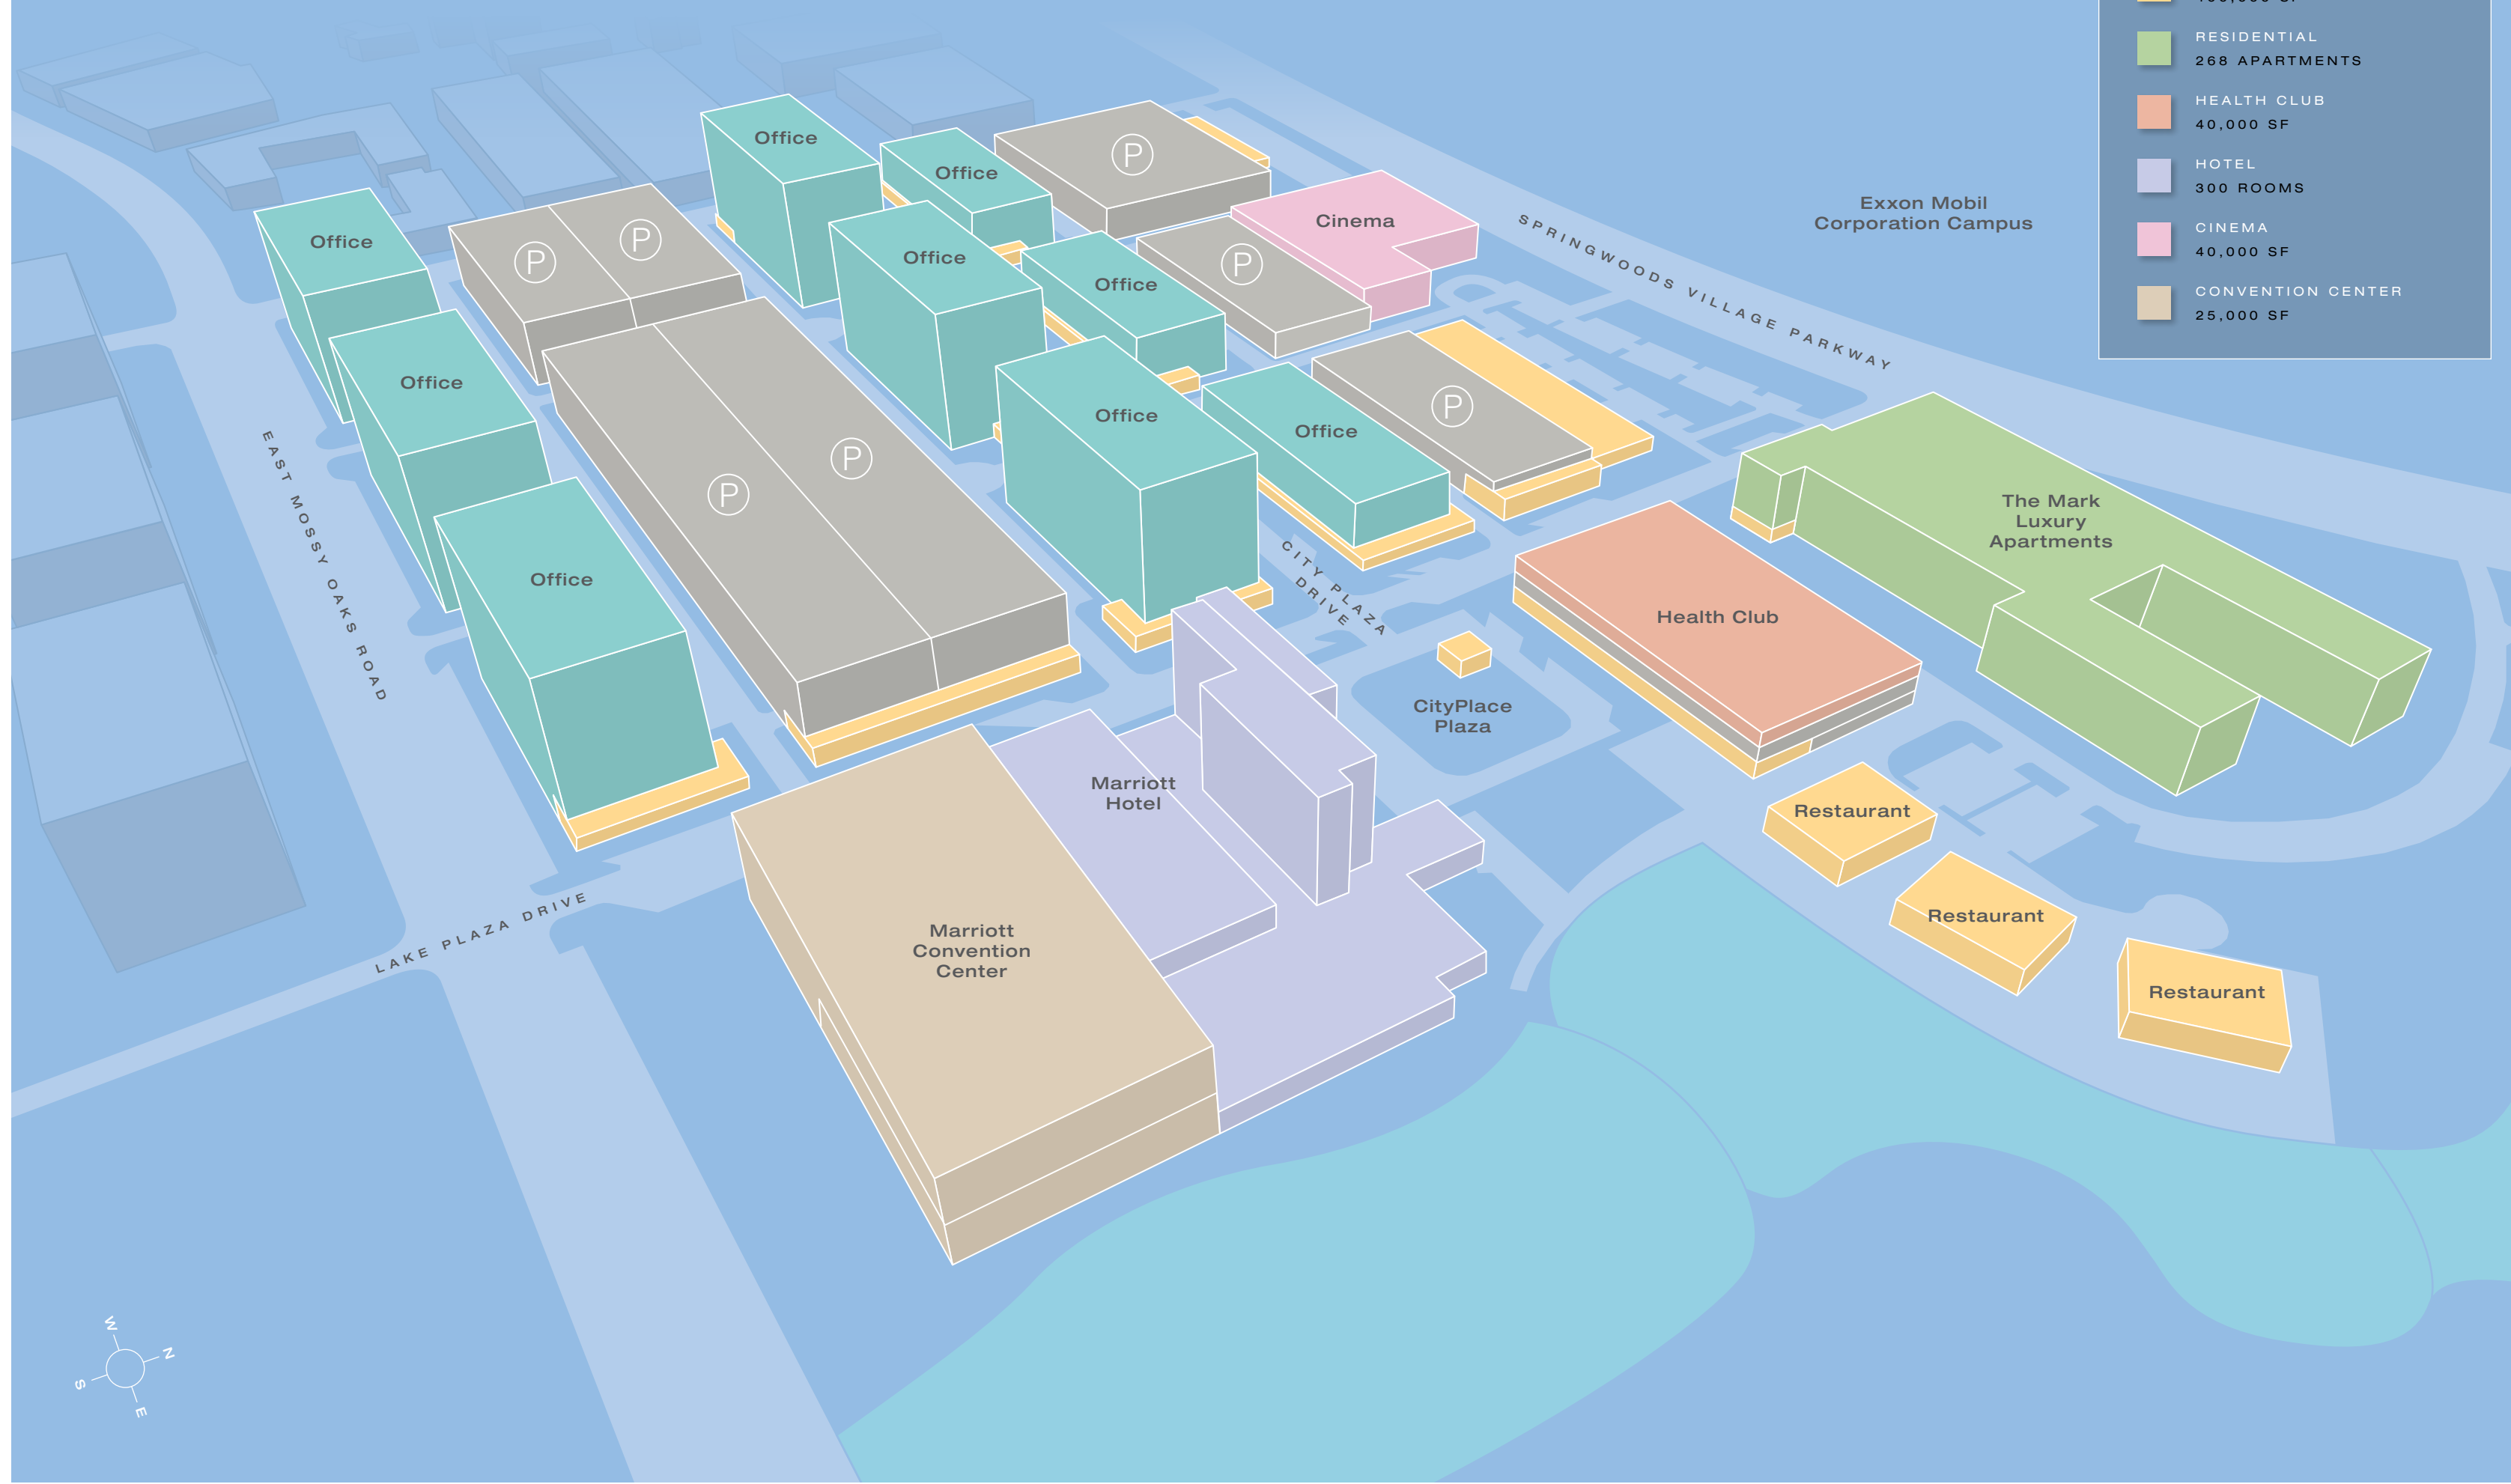 RESIDENTIAL
268 APARTMENTS
HEALTH CLUB
40,000 SF
HOTEL
300 ROOMS
CINEMA
40,000 SF
CONVENTION CENTER
25,000 SF
Office
Office
P
Office
P
P
Office
Cinema
P
Office
Exxon Mobil
Corporation Campus
SPRINGWOODS VILLAGE PARKWAY
Office
Office
Office
P
P
P
Office
EAST MOSSY OAKS ROAD
Office
CITY PLAZA
DRIVE
The Mark
Luxury
Apartments
Health Club
CityPlace
Plaza
Marriott
Hotel
Restaurant
Restaurant
Restaurant
LAKE PLAZA DRIVE
Marriott
Convention
Center
W
N
S
E